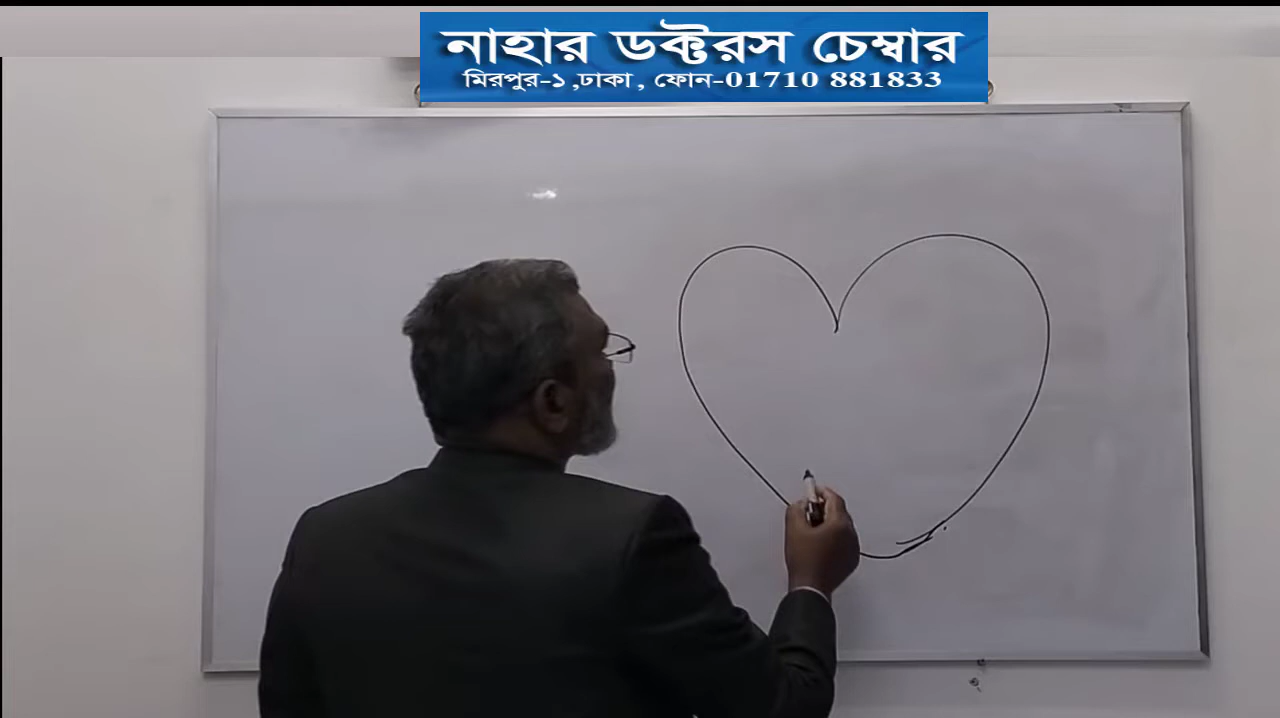 নাহার ডক্টরস চেম্বার
মিরপুর-১ ,ঢাকা , ফোন-01710 881833